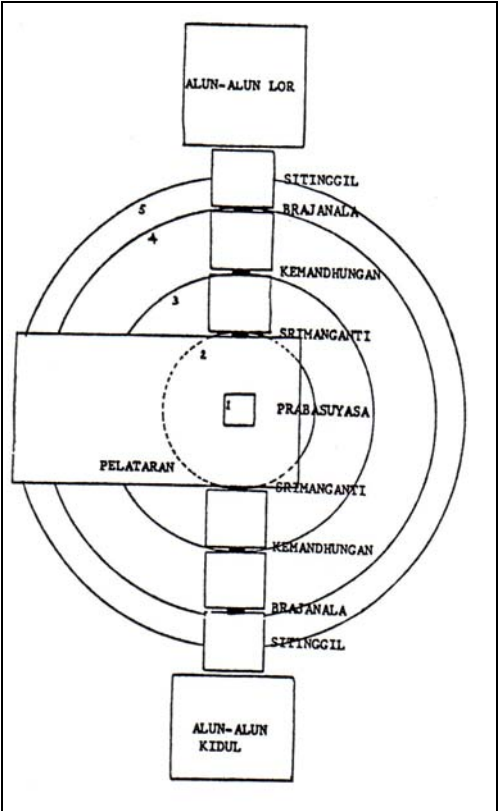 ALUN-ALUN LOR
SITINGGIL
5
BRAJANALA
4
KEMANDHUNGAN
3
SRIMANGANTI
2
1
PRABASUYASA
PELATARAN
SRIMANGANTI
KEMANDHUNGAN
BRAJANALA
SITINGGIL
ALUN-ALUN
KIDUL